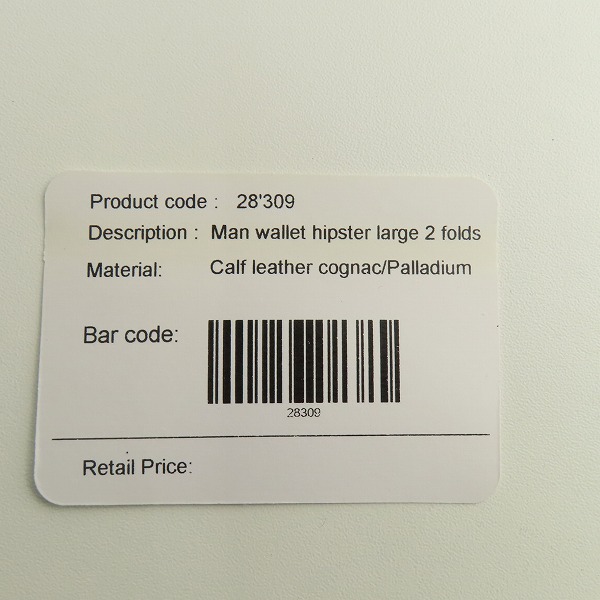 Product code : 28'309
Description : Man wallet hipster large 2 folds
Material: Calf leather cognac/Palladium
Bar code:
28309
Retail Price: